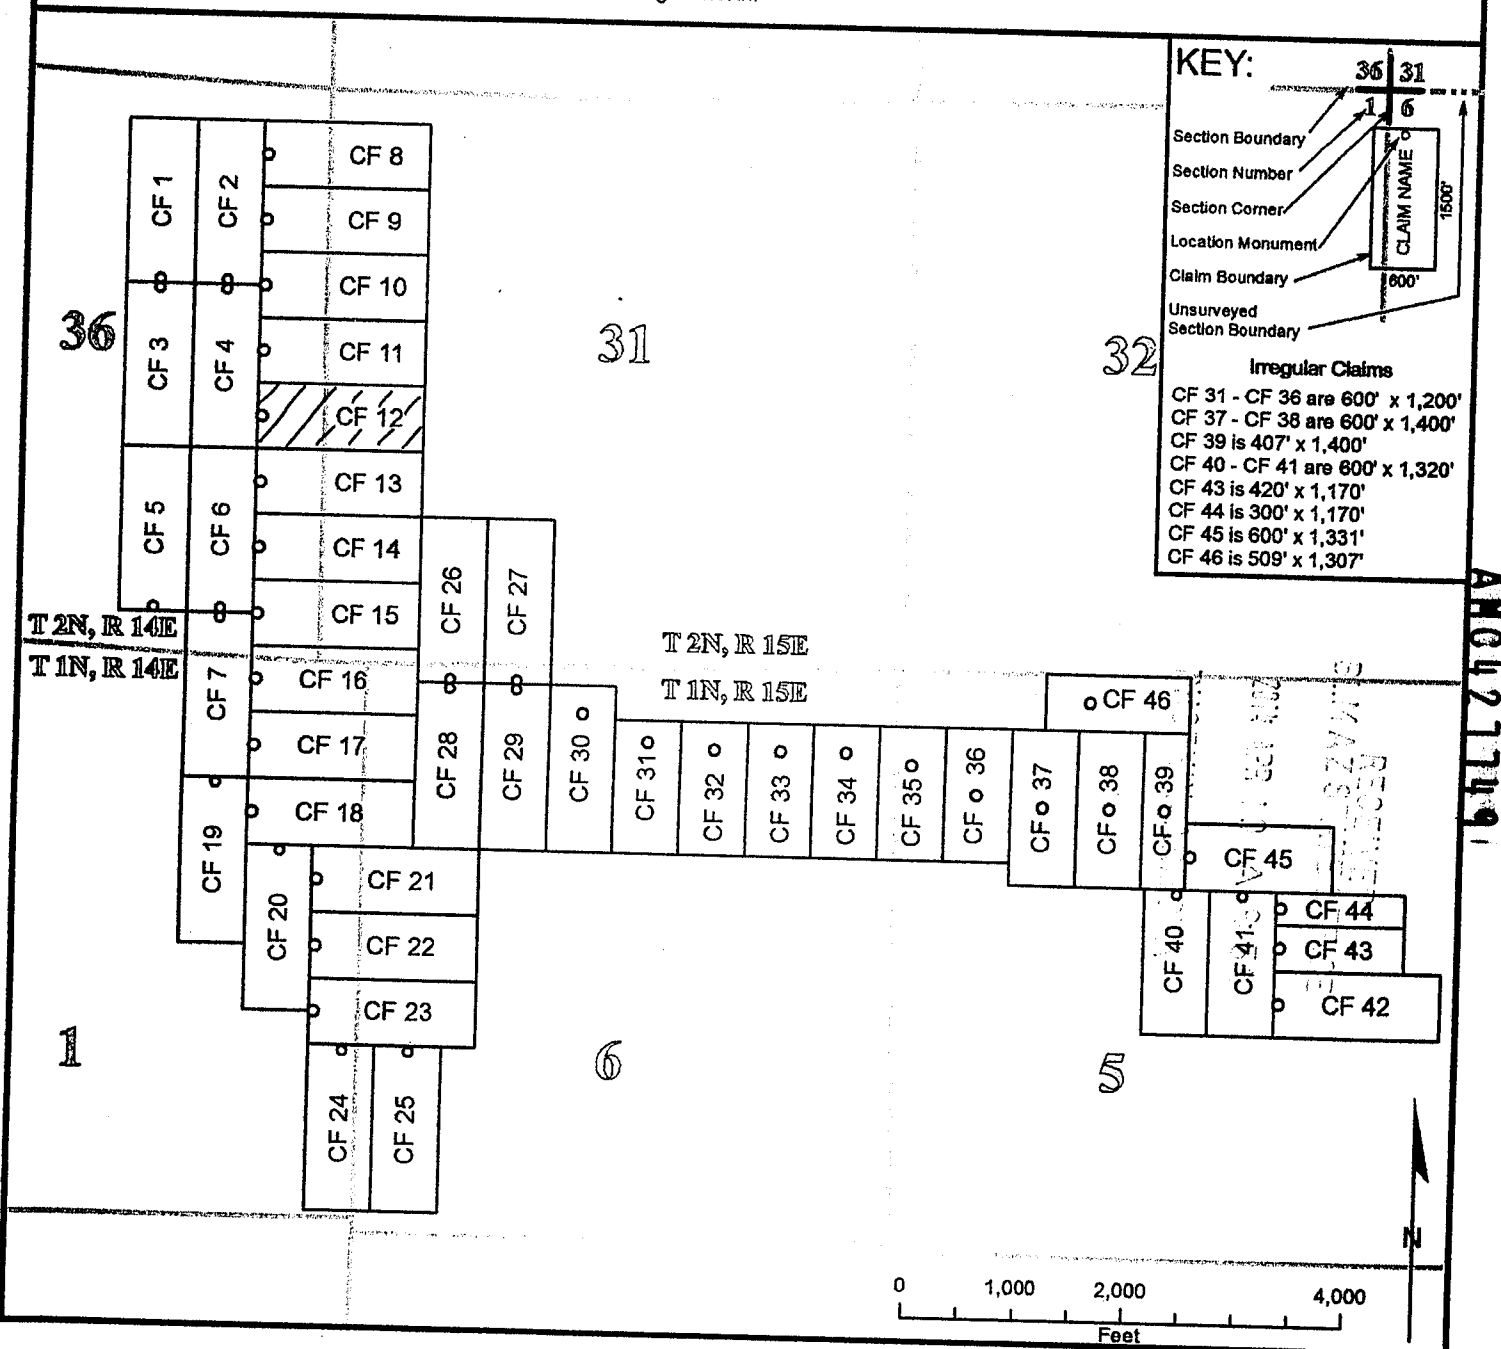 KEY:
36 31
1 6
Section Boundary
Section Number
Section Corner
Location Monument
Claim Boundary
Unsurveyed
Section Boundary
CLAIM NAME
1500'
600'
Irregular Claims
CF 31 - CF 36 are 600' x 1,200'
CF 37 - CF 38 are 600' x 1,400'
CF 39 is 407' x 1,400'
CF 40 - CF 41 are 600' x 1,320'
CF 43 is 420' x 1,170'
CF 44 is 300' x 1,170'
CF 45 is 600' x 1,331'
CF 46 is 509' x 1,307'
CF 1
CF 2
CF 8
CF 9
CF 10
36
CF 3
CF 4
CF 11
31
32
CF 12
CF 5
CF 6
CF 13
CF 14
CF 15
CF 26
CF 27
T 2N, R 14E
T 1N, R 14E
T 2N, R 15E
T 1N, R 15E
CF 7
CF 16
CF 17
CF 18
CF 28
CF 29
CF 30
CF 31
CF 32
CF 33
CF 34
CF 35
CF 36
CF 37
CF 38
CF 39
CF 46
CF 19
CF 20
CF 21
CF 22
CF 23
CF 45
CF 40
CF 41
CF 44
CF 43
CF 42
1
6
5
CF 24
CF 25
N
0 1,000 2,000 4,000
Feet